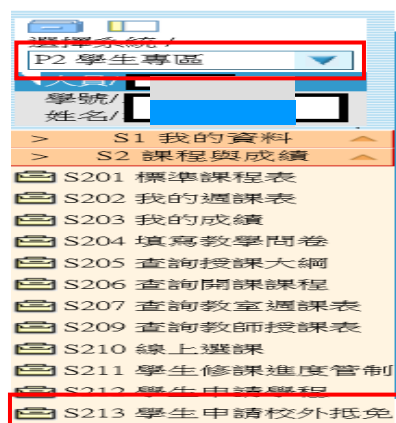 選擇系統/
P2 學生專區
人員/
學號/
姓名/
> S1 我的資料
> S2 課程與成績
S201 標準課程表
S202 我的週課表
S203 我的成績
S204 填寫教學問卷
S205 查詢授課大綱
S206 查詢開課課程
S207 查詢教室週課表
S209 查詢教師授課表
S210 線上選課
S211 學生修課進度管制
S212 學生申請學程
S213 學生申請校外抵免